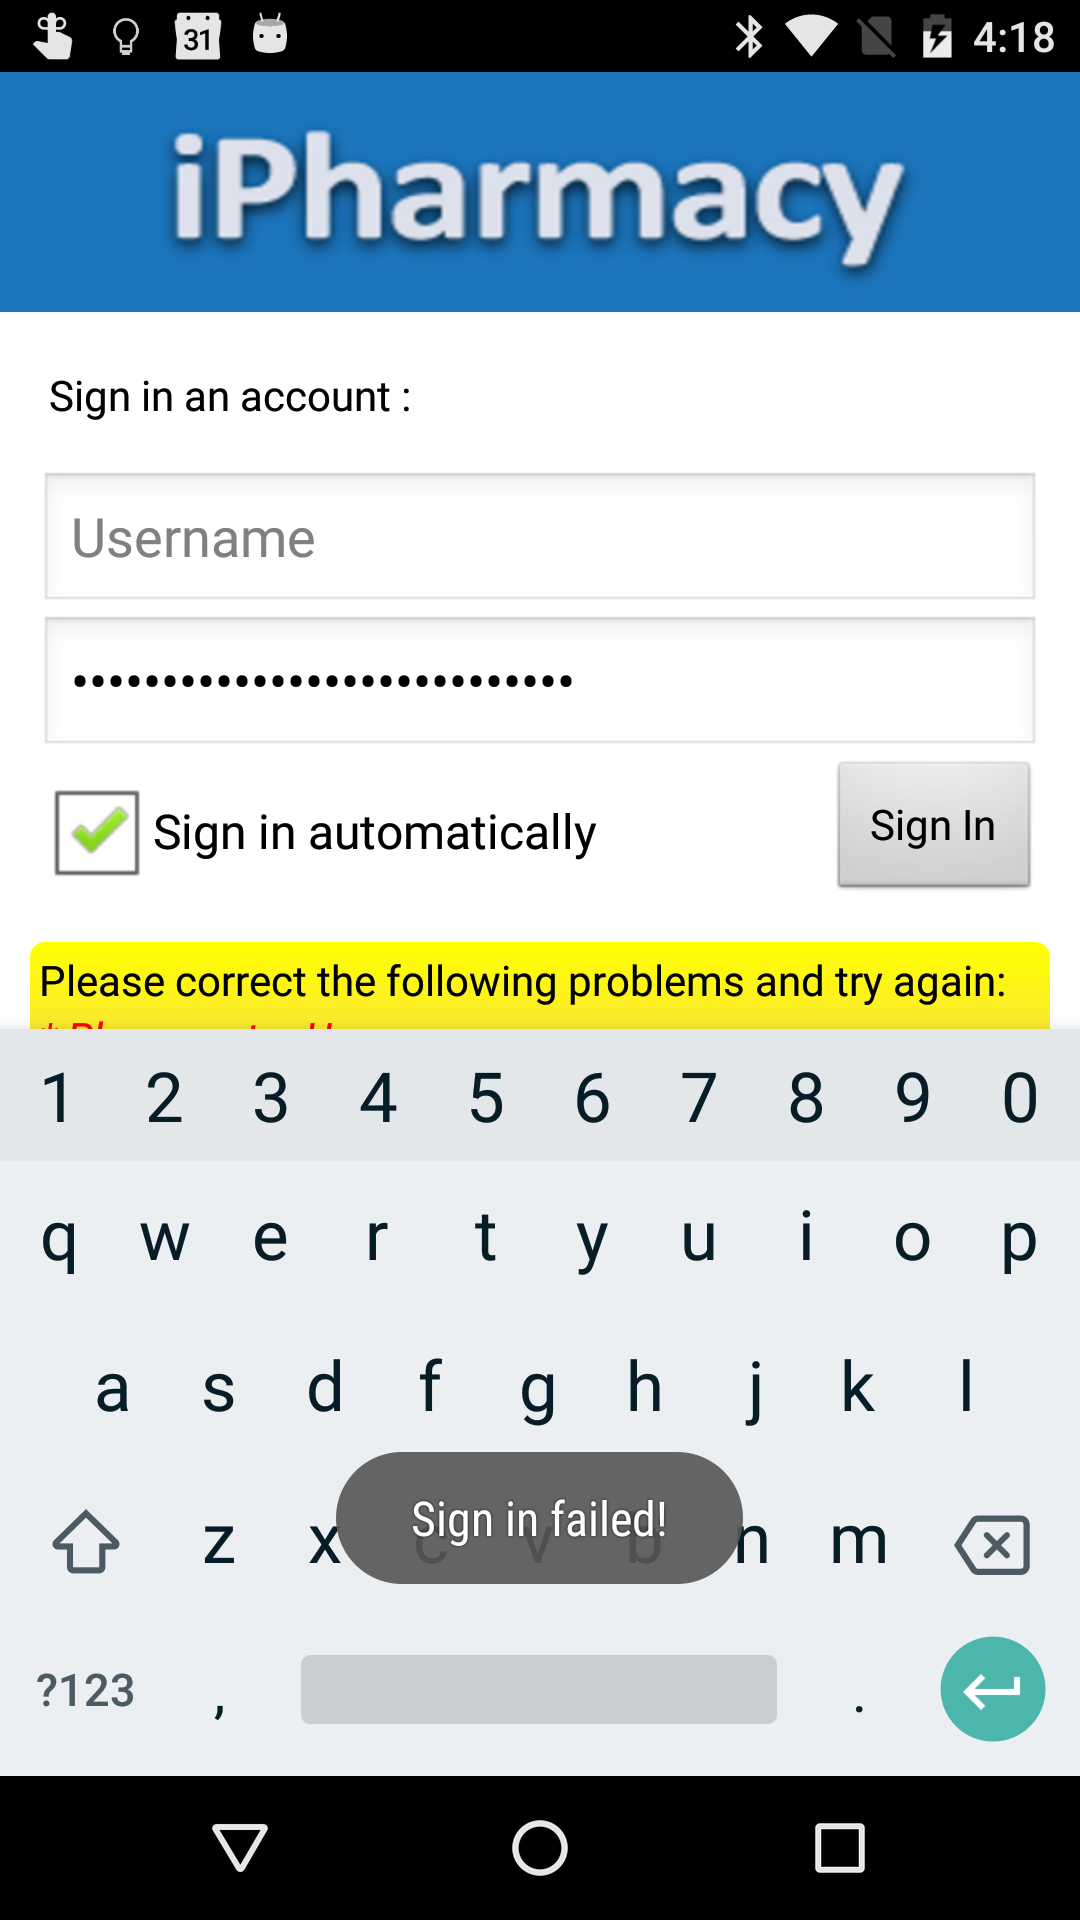 31
4:18
iPharmacy
Sign in an account :
Username
••••••••••••••••••••••••••••
Sign in automatically
Sign In
Please correct the following problems and try again:
1 2 3 4 5 6 7 8 9 0
q w e r t y u i o p
a s d f g h j k l
z x c v b n m
Sign in failed!
?123 , .